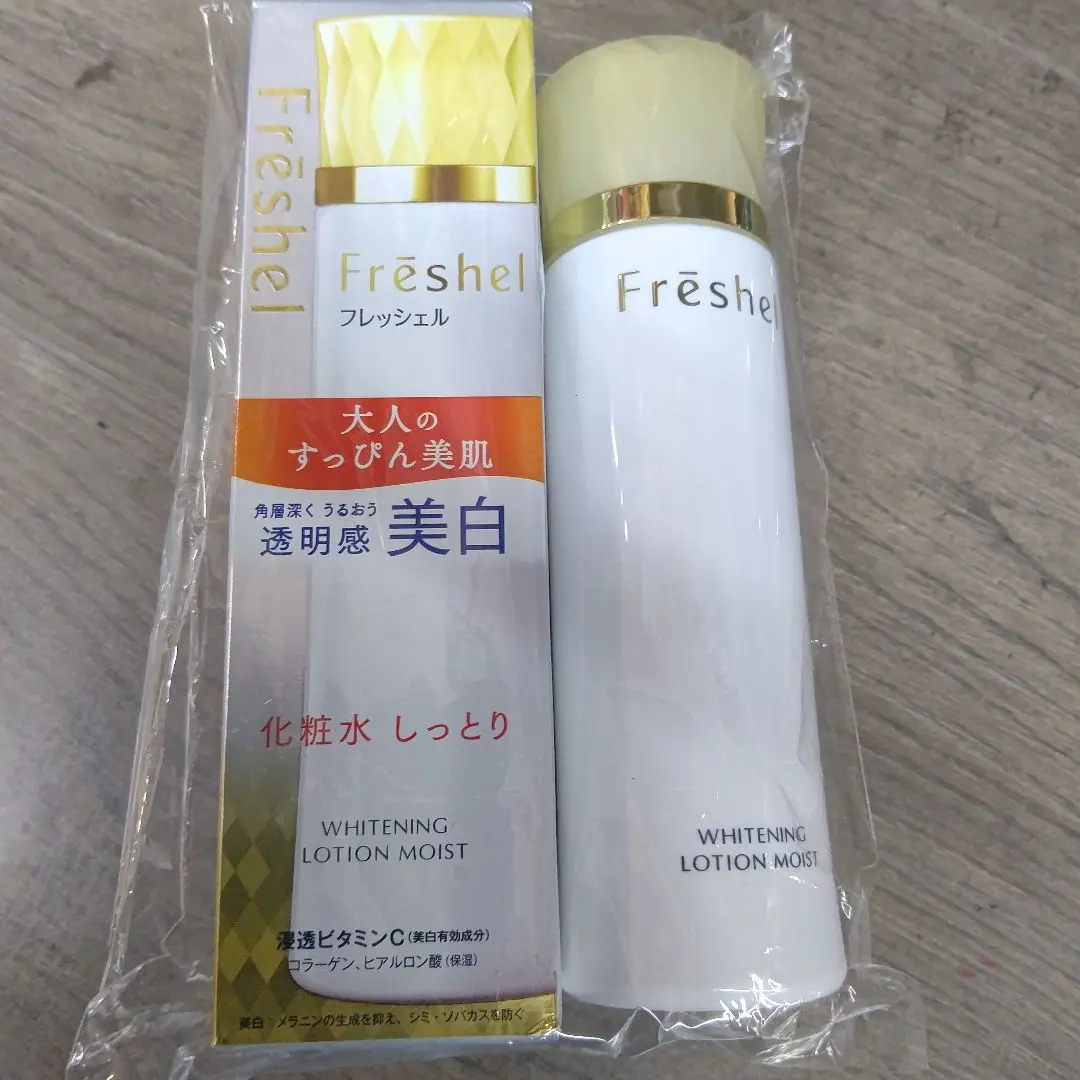 Frēshel
Frēshel
フレッシェル
大人の
すっぴん美肌
角層深く うるおう
透明感 美白
化粧水 しっとり
WHITENING
LOTION MOIST
浸透ビタミンC(美白有効成分)
コラーゲン、ヒアルロン酸(保湿)
美白:メラニンの生成を抑え、シミ・ソバカスを防ぐ
Frēshel
WHITENING
LOTION MOIST